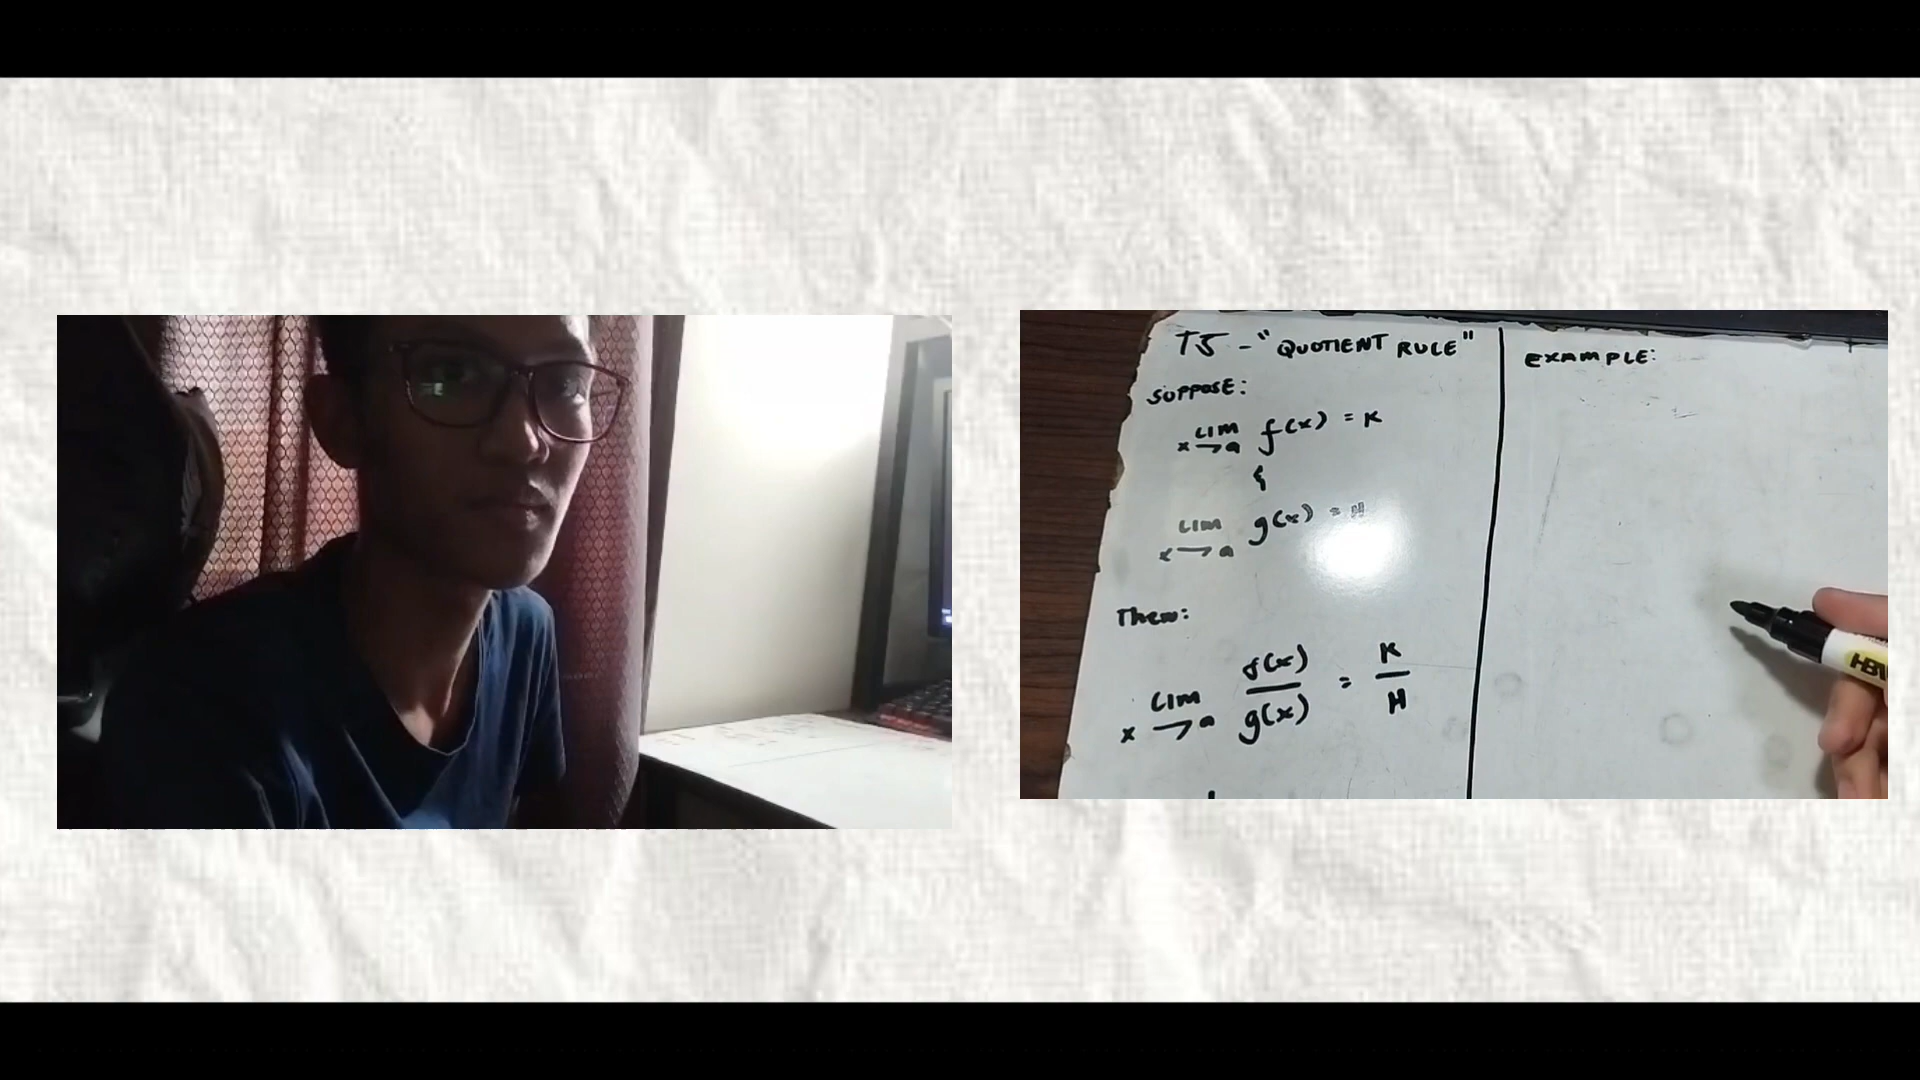 T5 - "QUOTIENT RULE"
SUPPOSE:
LIM f(x) = K
x → a
&
LIM g(x) = H
x → a
Then:
LIM f(x) / g(x) = K / H
x → a
EXAMPLE: